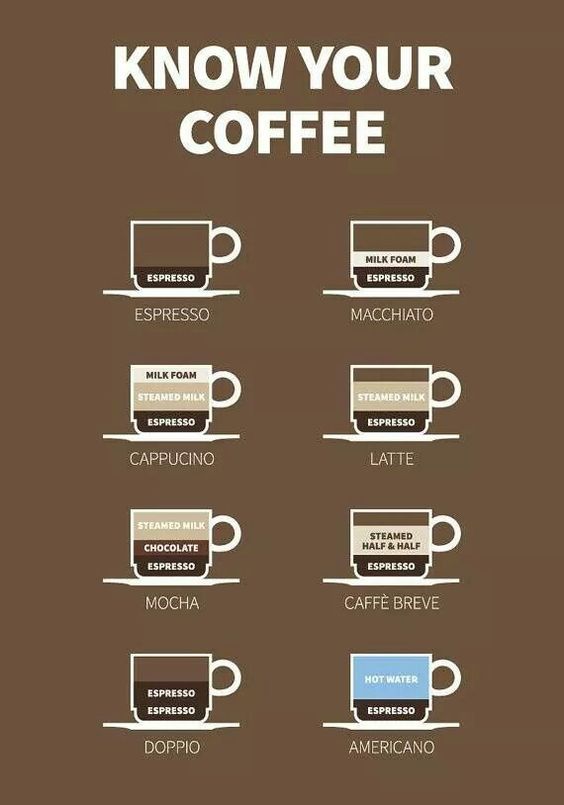 KNOW YOUR
COFFEE
ESPRESSO
ESPRESSO
MILK FOAM
ESPRESSO
MACCHIATO
MILK FOAM
STEAMED MILK
ESPRESSO
CAPPUCINO
STEAMED MILK
ESPRESSO
LATTE
STEAMED MILK
CHOCOLATE
ESPRESSO
MOCHA
STEAMED
HALF & HALF
ESPRESSO
CAFFÈ BREVE
ESPRESSO
ESPRESSO
DOPPIO
HOT WATER
ESPRESSO
AMERICANO